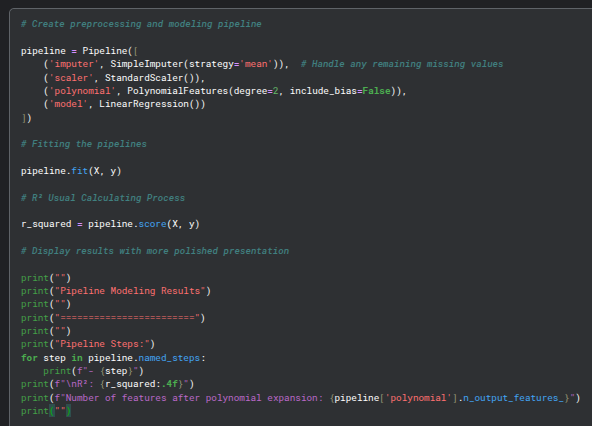 # Create preprocessing and modeling pipeline
pipeline = Pipeline([
    ('imputer', SimpleImputer(strategy='mean')),  # Handle any remaining missing values
    ('scaler', StandardScaler()),
    ('polynomial', PolynomialFeatures(degree=2, include_bias=False)),
    ('model', LinearRegression())
])
# Fitting the pipelines
pipeline.fit(X, y)
# R² Usual Calculating Process
r_squared = pipeline.score(X, y)
# Display results with more polished presentation
print("")
print("Pipeline Modeling Results")
print("")
print("========================")
print("")
print("Pipeline Steps:")
for step in pipeline.named_steps:
    print(f"- {step}")
print(f"\nR²: {r_squared:.4f}")
print(f"Number of features after polynomial expansion: {pipeline['polynomial'].n_output_features_}")
print("")